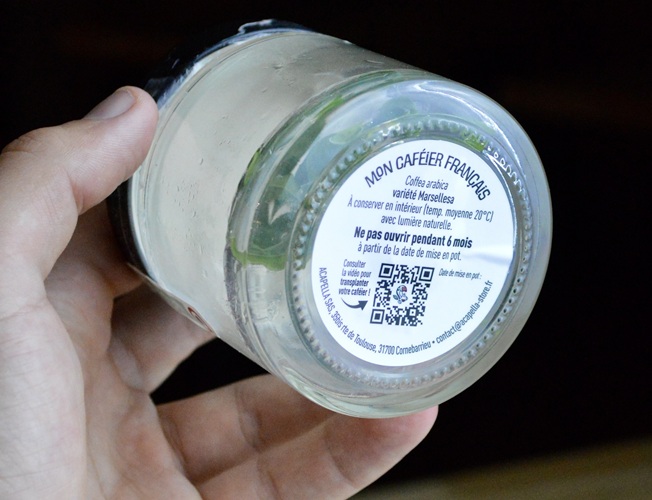 MON CAFÉIER FRANÇAIS
Coffea arabica
variété Marsellesa
À conserver en intérieur (temp. moyenne 20°C)
avec lumière naturelle.
Ne pas ouvrir pendant 6 mois
à partir de la date de mise en pot.
Consulter
la vidéo pour
transplanter
votre caféier !
Date de mise en pot :
ACAPELLA SAS, 35bis rte de Toulouse, 31700 Cornebarrieu • contact@acapella-store.fr